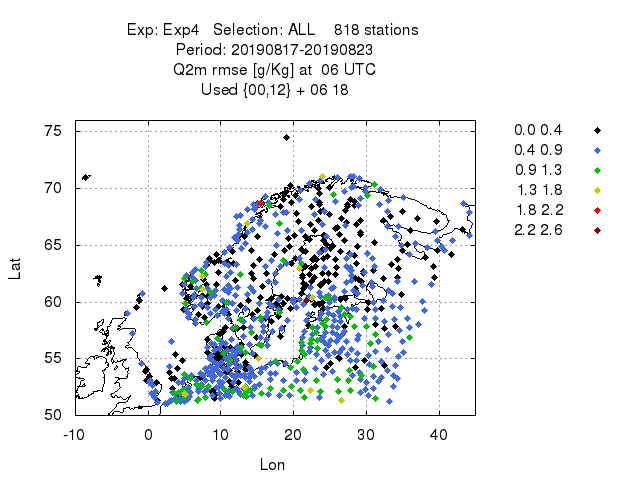 Exp: Exp4 Selection: ALL 818 stations
Period: 20190817-20190823
Q2m rmse [g/Kg] at 06 UTC
Used {00,12} + 06 18
75
70
65
60
55
50
Lat
-10 0 10 20 30 40
Lon
0.0 0.4
0.4 0.9
0.9 1.3
1.3 1.8
1.8 2.2
2.2 2.6